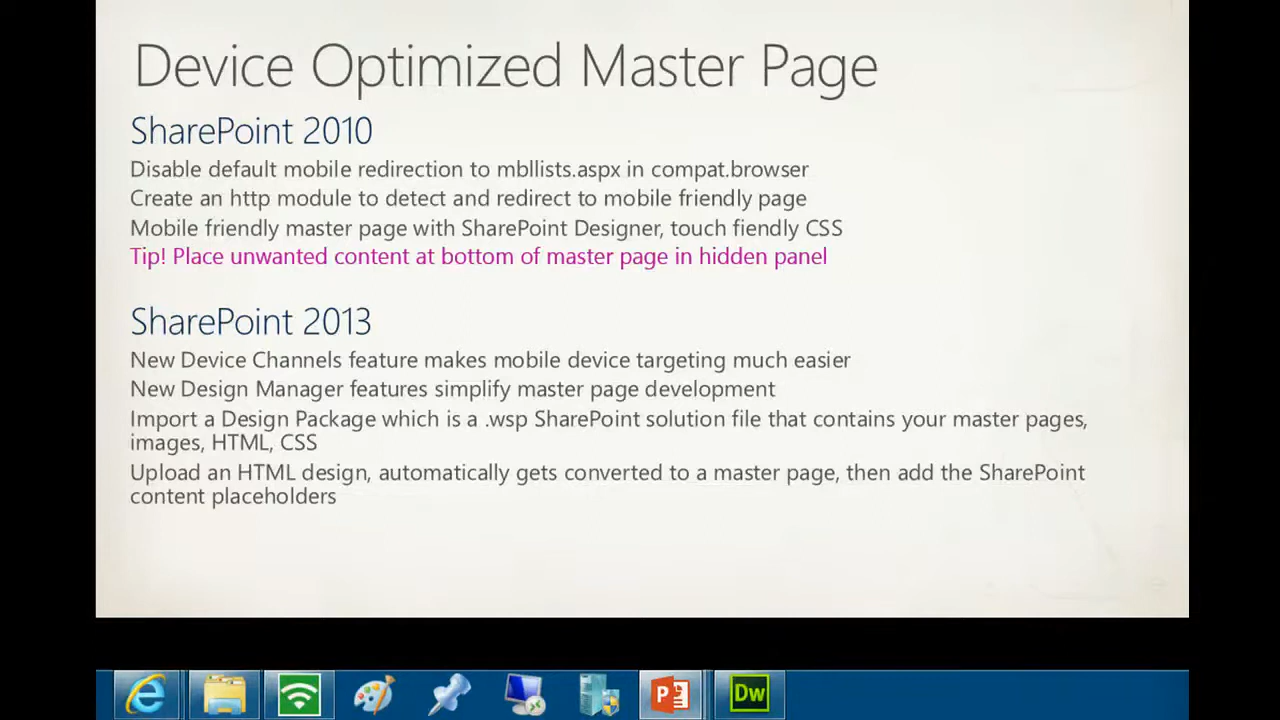 Device Optimized Master Page
SharePoint 2010
Disable default mobile redirection to mbllists.aspx in compat.browser
Create an http module to detect and redirect to mobile friendly page
Mobile friendly master page with SharePoint Designer, touch fiendly CSS
Tip! Place unwanted content at bottom of master page in hidden panel
SharePoint 2013
New Device Channels feature makes mobile device targeting much easier
New Design Manager features simplify master page development
Import a Design Package which is a .wsp SharePoint solution file that contains your master pages,
images, HTML, CSS
Upload an HTML design, automatically gets converted to a master page, then add the SharePoint
content placeholders
P
Dw